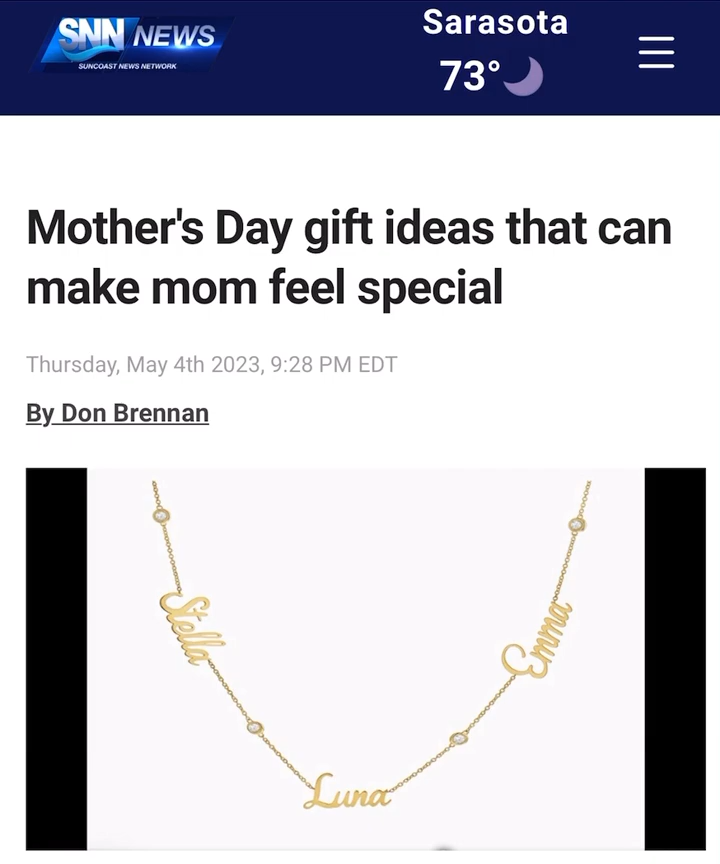 SNN NEWS
SUNCOAST NEWS NETWORK
Sarasota
73°
Mother's Day gift ideas that can
make mom feel special
Thursday, May 4th 2023, 9:28 PM EDT
By Don Brennan
Stella
Emma
Luna